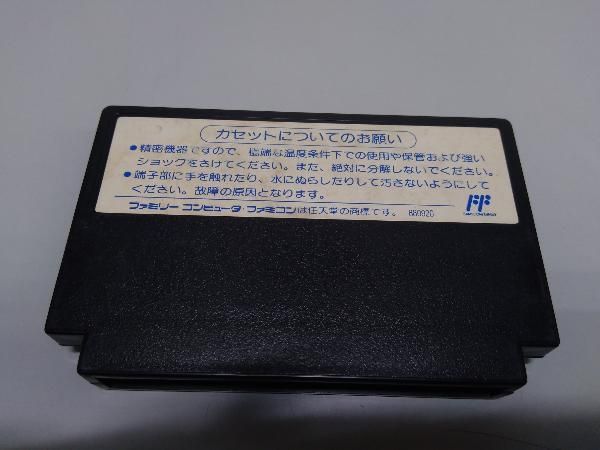 カセットについてのお願い
●精密機器ですので、極端な温度条件下での使用や保管および強い
ショックをさけてください。また、絶対に分解しないでください。
●端子部に手を触れたり、水にぬらしたりして汚さないようにして
ください。故障の原因となります。
ファミリー コンピュータ・ファミコンは任天堂の商標です。 880920
FF